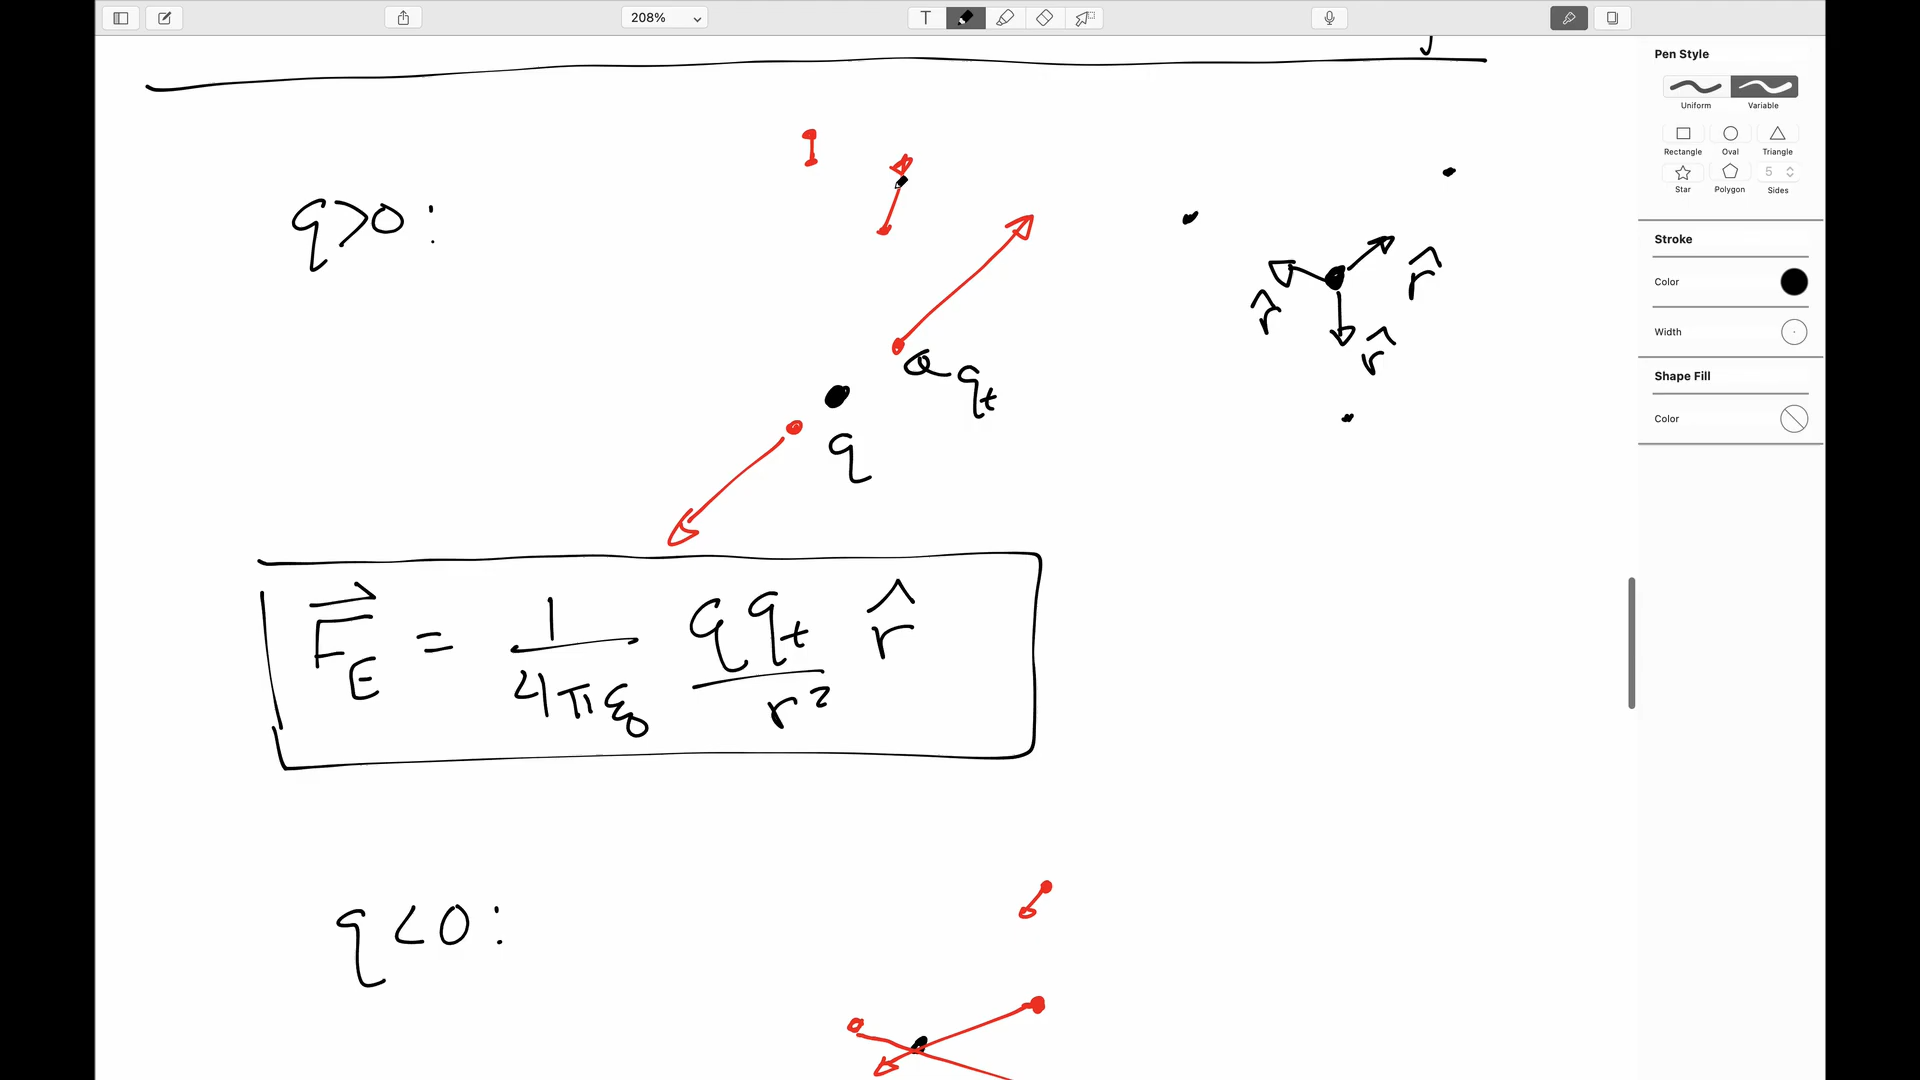 208%
T
Pen Style
Uniform
Variable
Rectangle
Oval
Triangle
Star
Polygon
5
Sides
Stroke
Color
Width
Shape Fill
Color
q>0:
r̂
r̂
r̂
q_t
q
F⃗_E = 1/(4πε₀) q q_t/r² r̂
q<0: